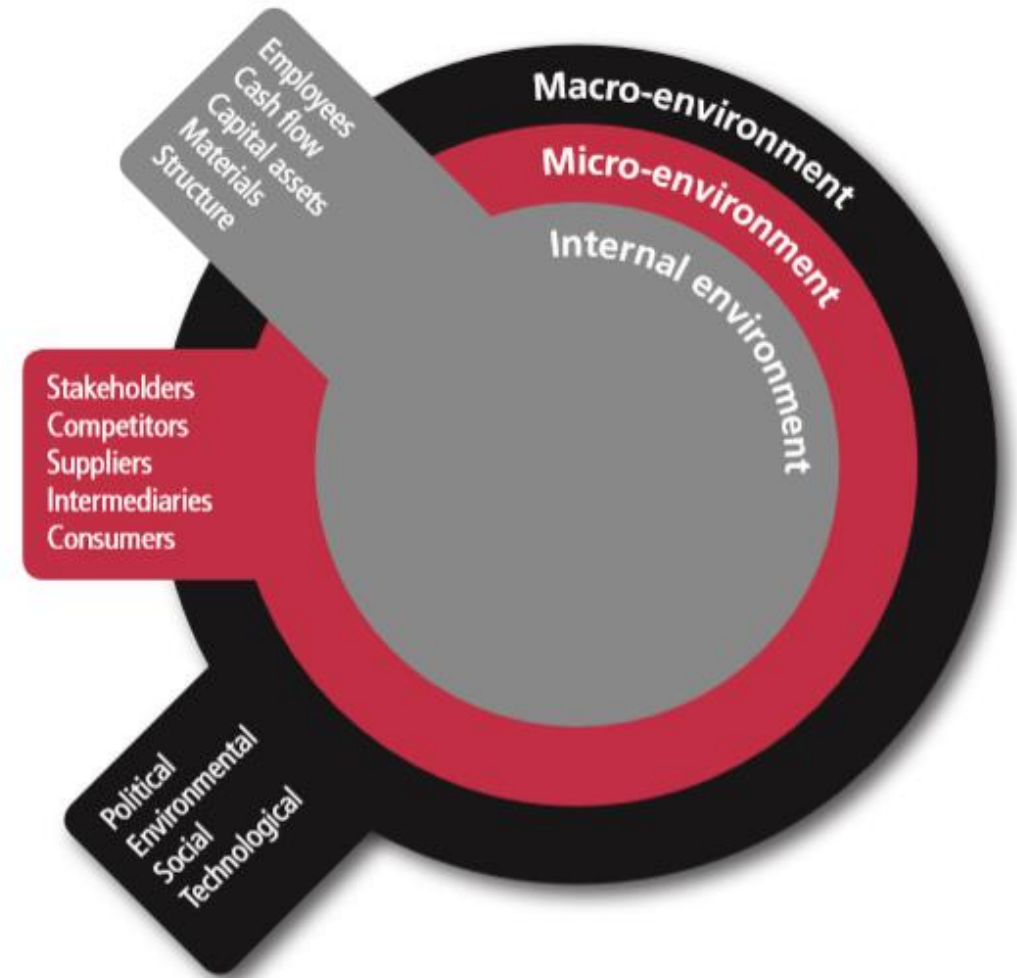 Employees
Cash flow
Capital assets
Materials
Structure
Macro-environment
Micro-environment
Internal environment
Stakeholders
Competitors
Suppliers
Intermediaries
Consumers
Political
Environmental
Social
Technological